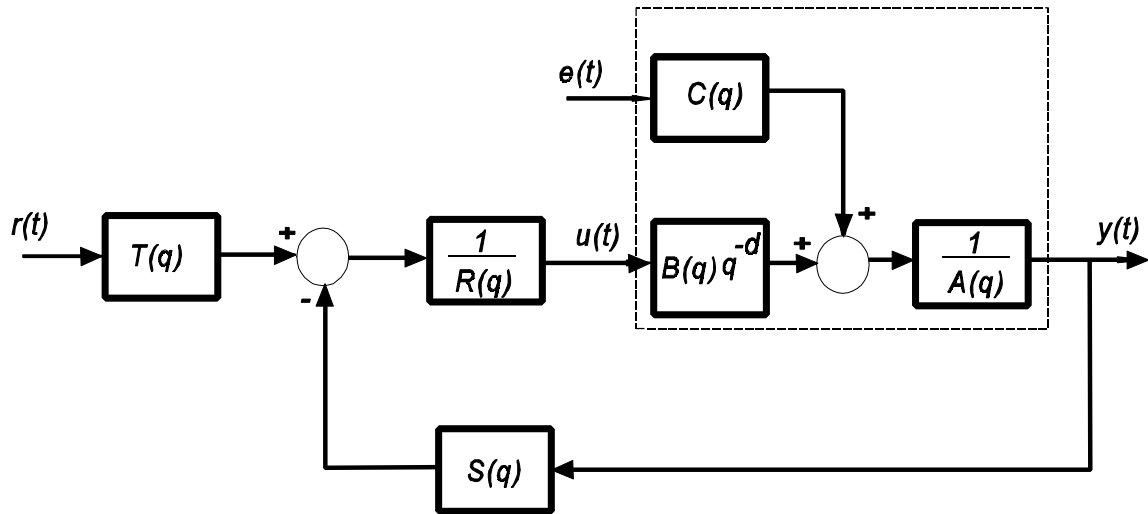 e(t)
C(q)
r(t)
T(q)
+
-
1
R(q)
u(t)
B(q)q^-d
+
+
1
A(q)
y(t)
S(q)